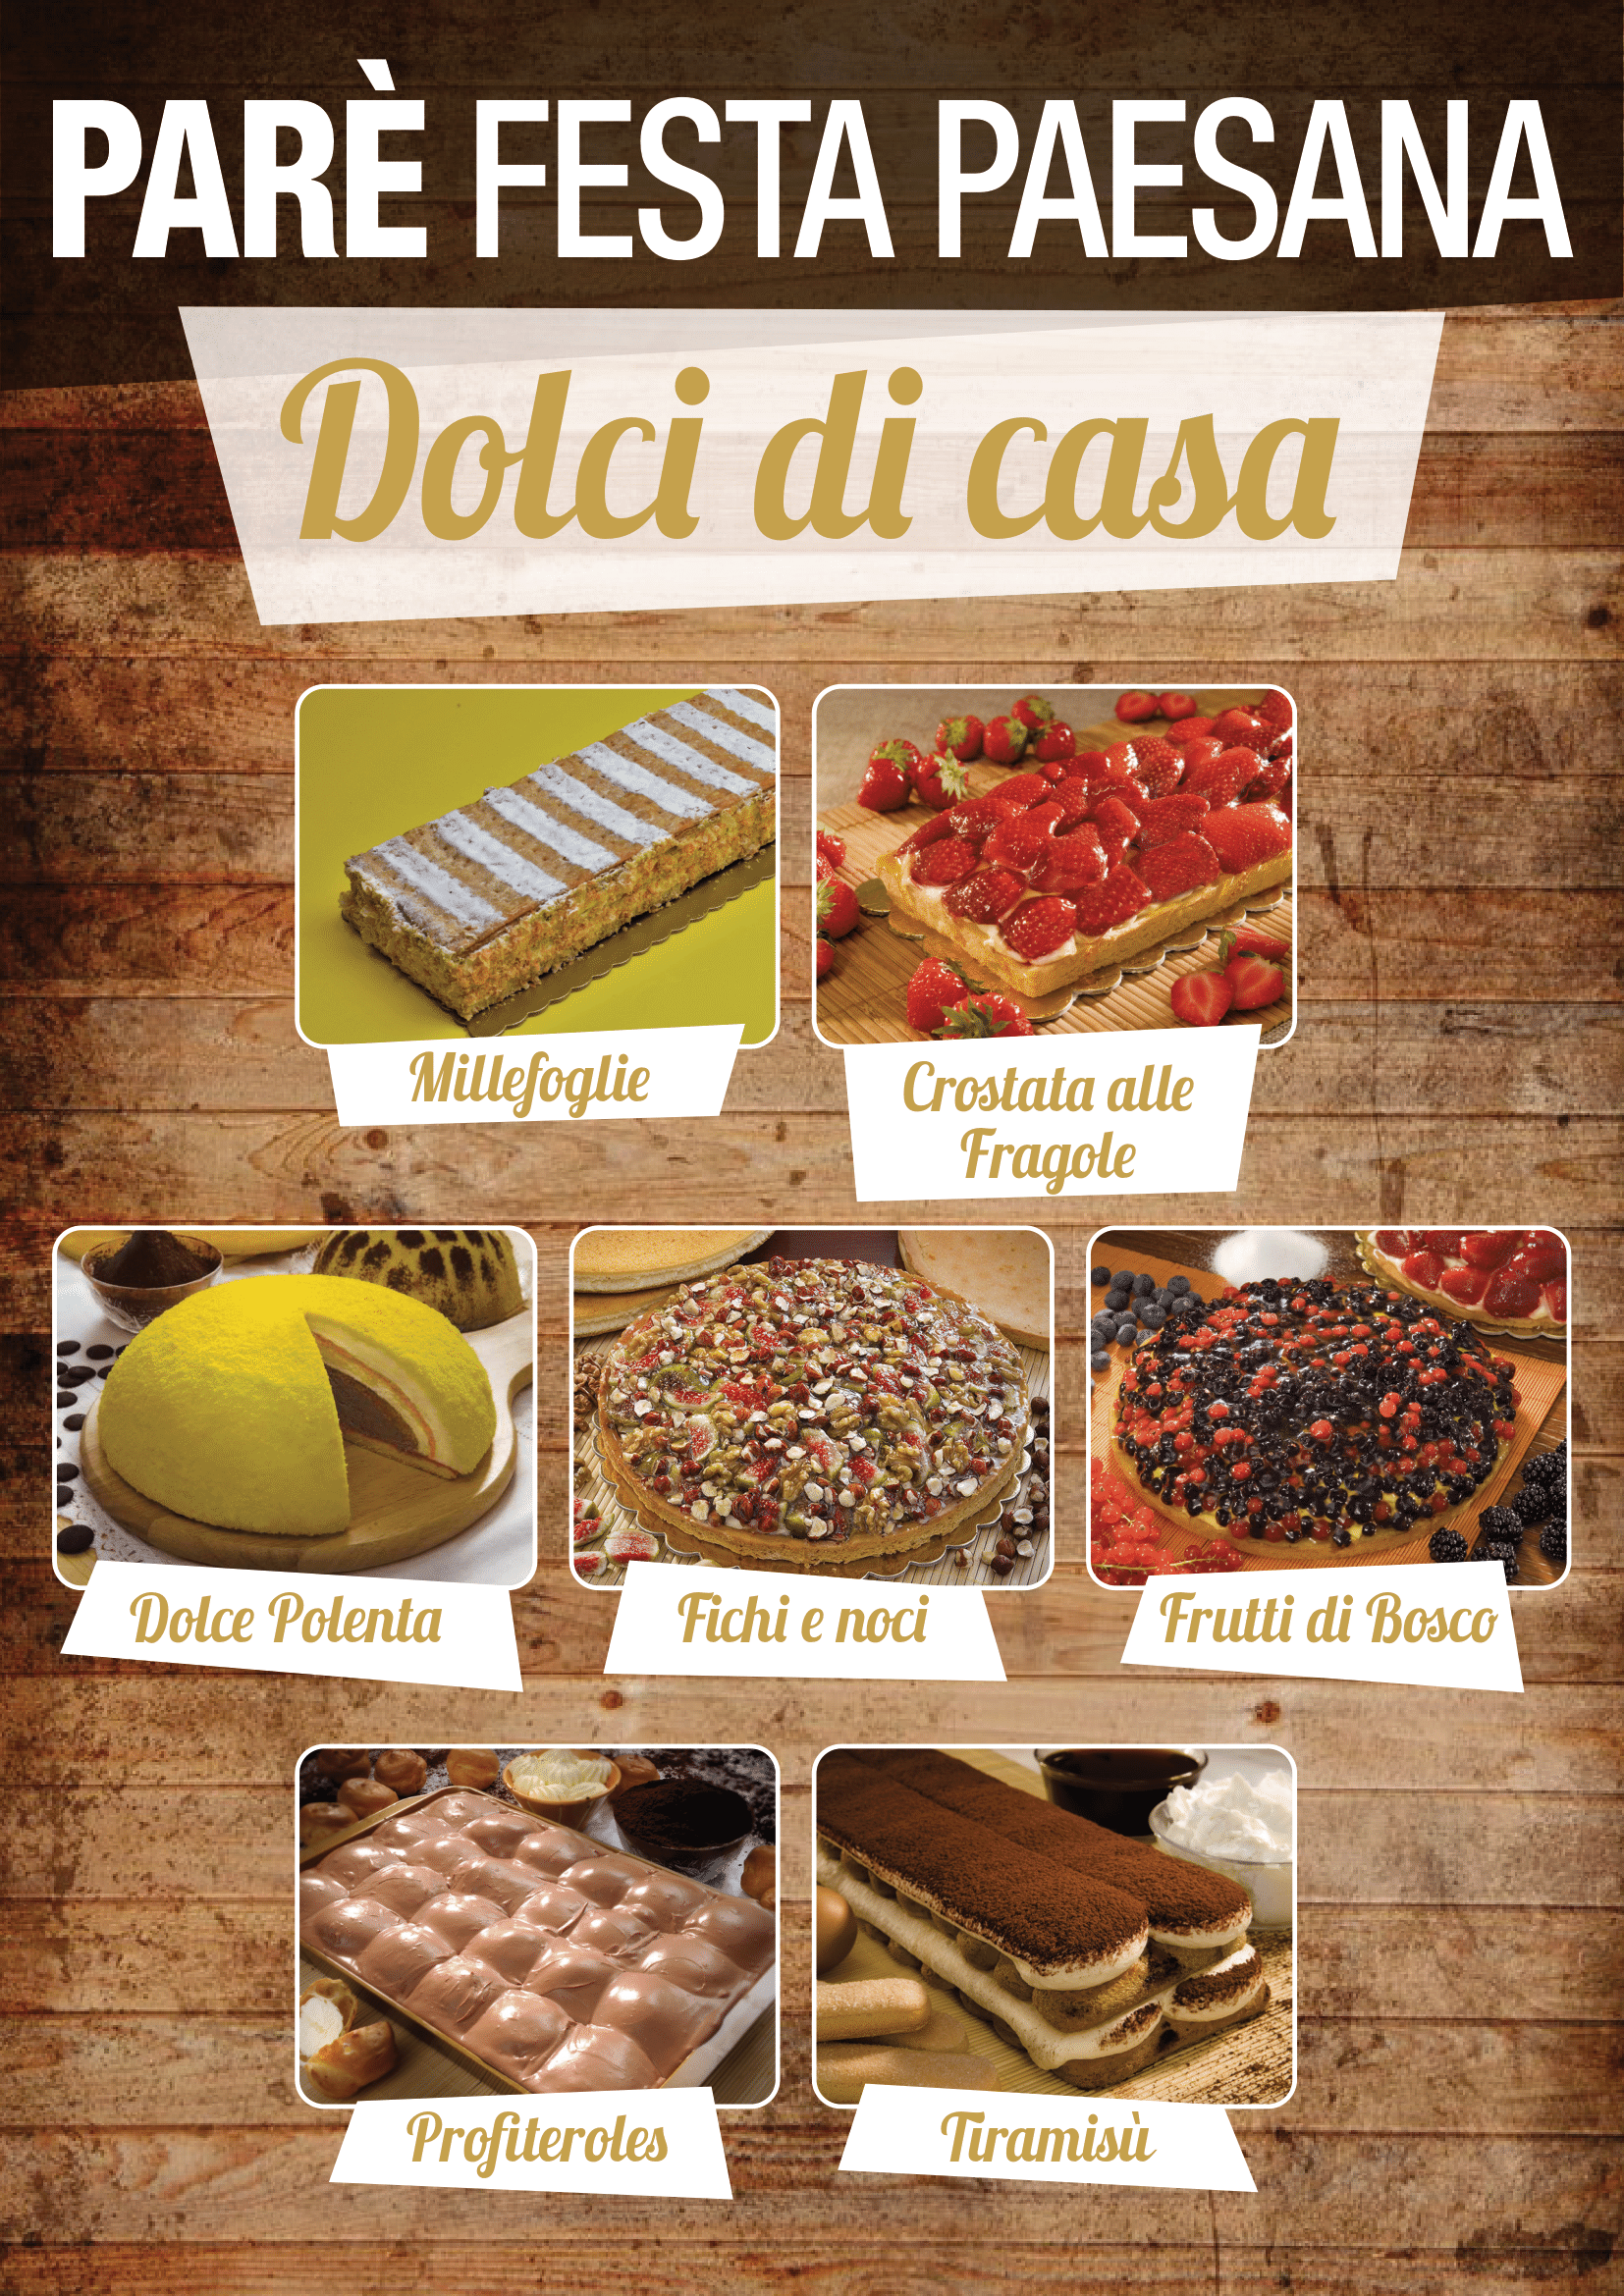 PARÈ FESTA PAESANA
Dolci di casa
Millefoglie
Crostata alle
Fragole
Dolce Polenta
Fichi e noci
Frutti di Bosco
Profiteroles
Tiramisù